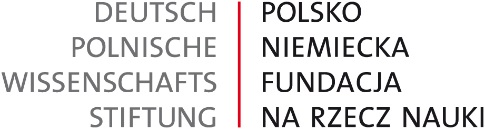 DEUTSCH
POLNISCHE
WISSENSCHAFTS
STIFTUNG
POLSKO
NIEMIECKA
FUNDACJA
NA RZECZ NAUKI